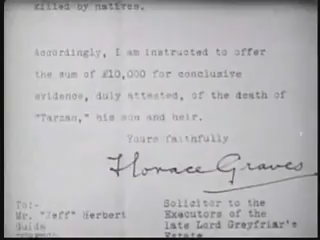 killed by natives.
Accordingly, I am instructed to offer
the sum of £10,000 for conclusive
evidence, duly attested, of the death of
"Tarzan," his son and heir.
Yours faithfully
Horace Graves
To:-
Mr. "Jeff" Herbert
Guide
Solicitor to the
Executors of the
late Lord Greyfriar's
Estate